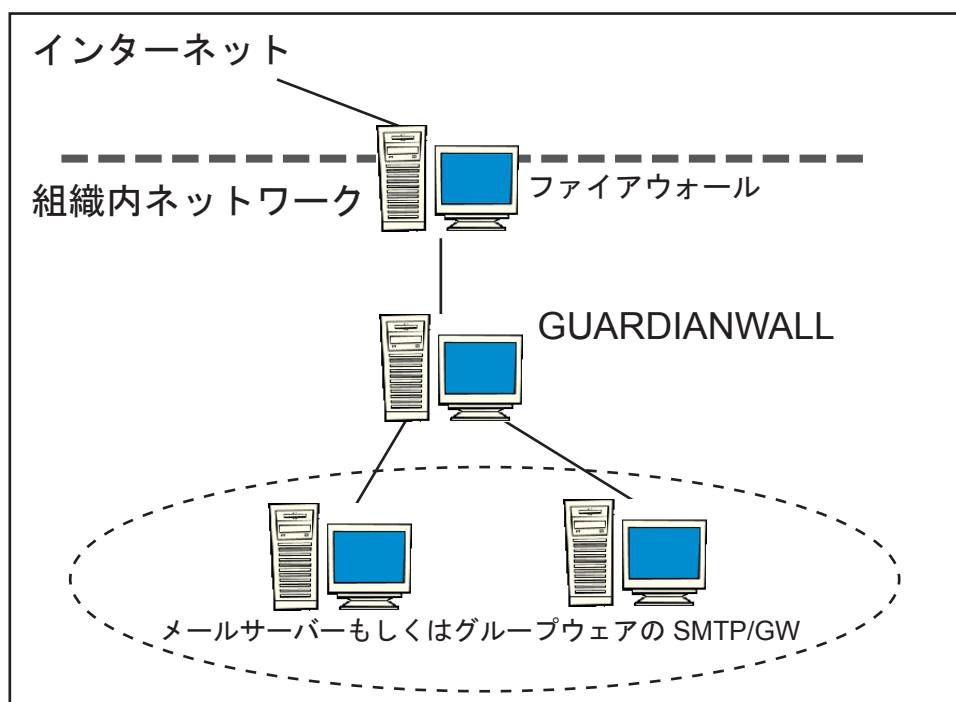 インターネット
組織内ネットワーク
ファイアウォール
GUARDIANWALL
メールサーバーもしくはグループウェアの SMTP/GW